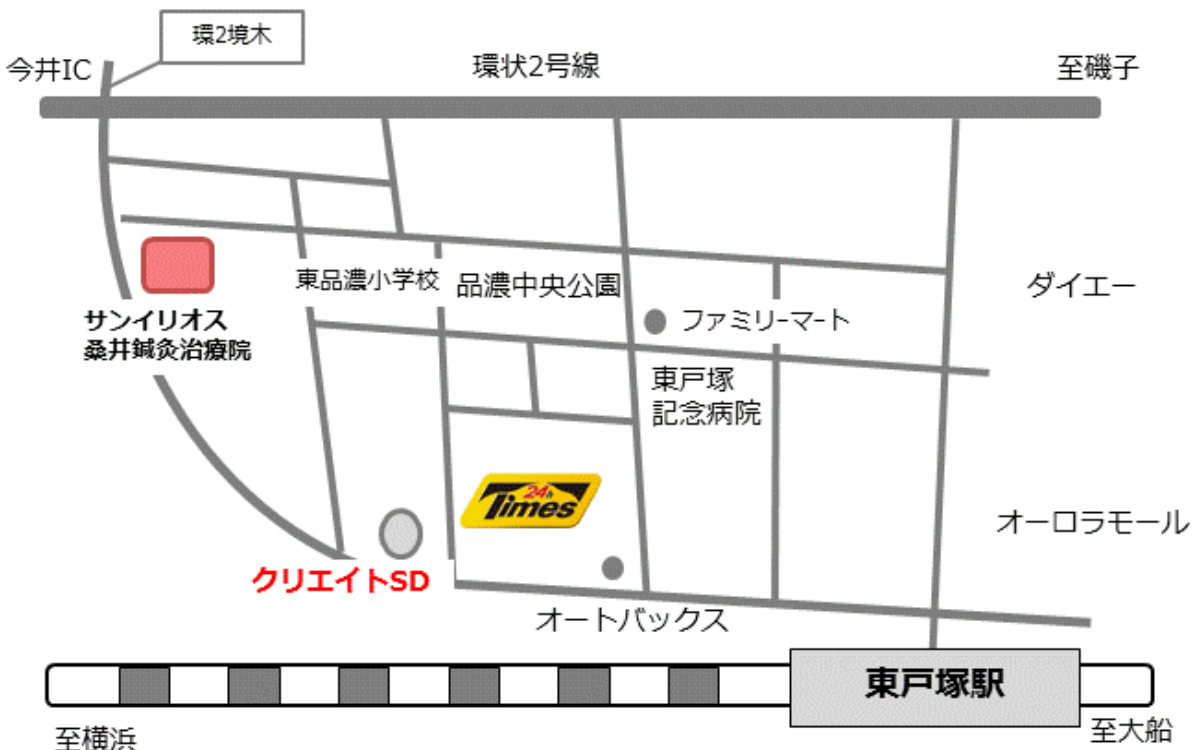 環2境木
今井IC
環状2号線
至磯子
東品濃小学校
品濃中央公園
ダイエー
ファミリーマート
サンイリオス
桑井鍼灸治療院
東戸塚
記念病院
24h
Times
オーロラモール
クリエイトSD
オートバックス
東戸塚駅
至横浜
至大船